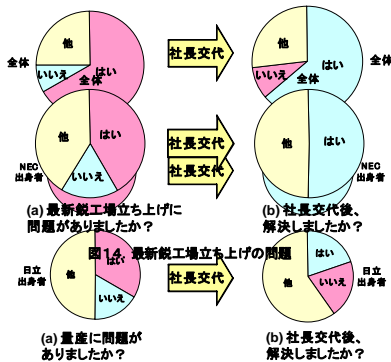 他
はい
いいえ
全体
社長交代
他
はい
いいえ
全体
全体
全体
他
はい
いいえ
NEC
出身者
社長交代
社長交代
他
はい
NEC
出身者
(a) 最新鋭工場立ち上げに
問題がありましたか？
(b) 社長交代後、
解決しましたか？
図14. 最新鋭工場立ち上げの問題
他
はい
いいえ
日立
出身者
社長交代
他
はい
いいえ
日立
出身者
(a) 量産に問題が
ありましたか？
(b) 社長交代後、
解決しましたか？